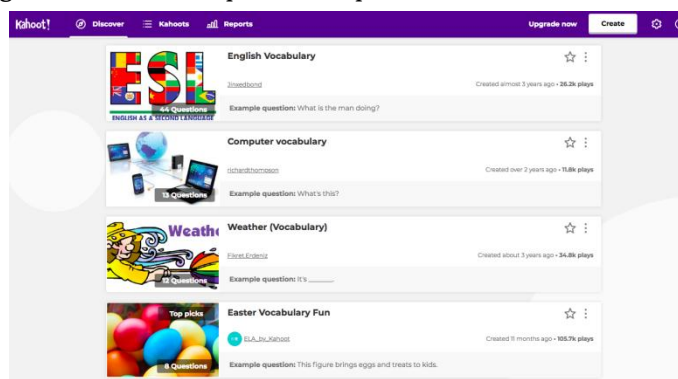 Kahoot! Discover Kahoots Reports Upgrade now Create
ESL
ENGLISH AS A SECOND LANGUAGE
44 Questions
English Vocabulary
Jinxedbond
Created almost 3 years ago • 26.2k plays
Example question: What is the man doing?
13 Questions
Computer vocabulary
richardthompson
Created over 2 years ago • 11.8k plays
Example question: What's this?
Weathe
12 Questions
Weather (Vocabulary)
Fikret.Erdeniz
Created about 3 years ago • 34.8k plays
Example question: It's ______.
Top picks
8 Questions
Easter Vocabulary Fun
ELA_by_Kahoot
Created 11 months ago • 105.7k plays
Example question: This figure brings eggs and treats to kids.